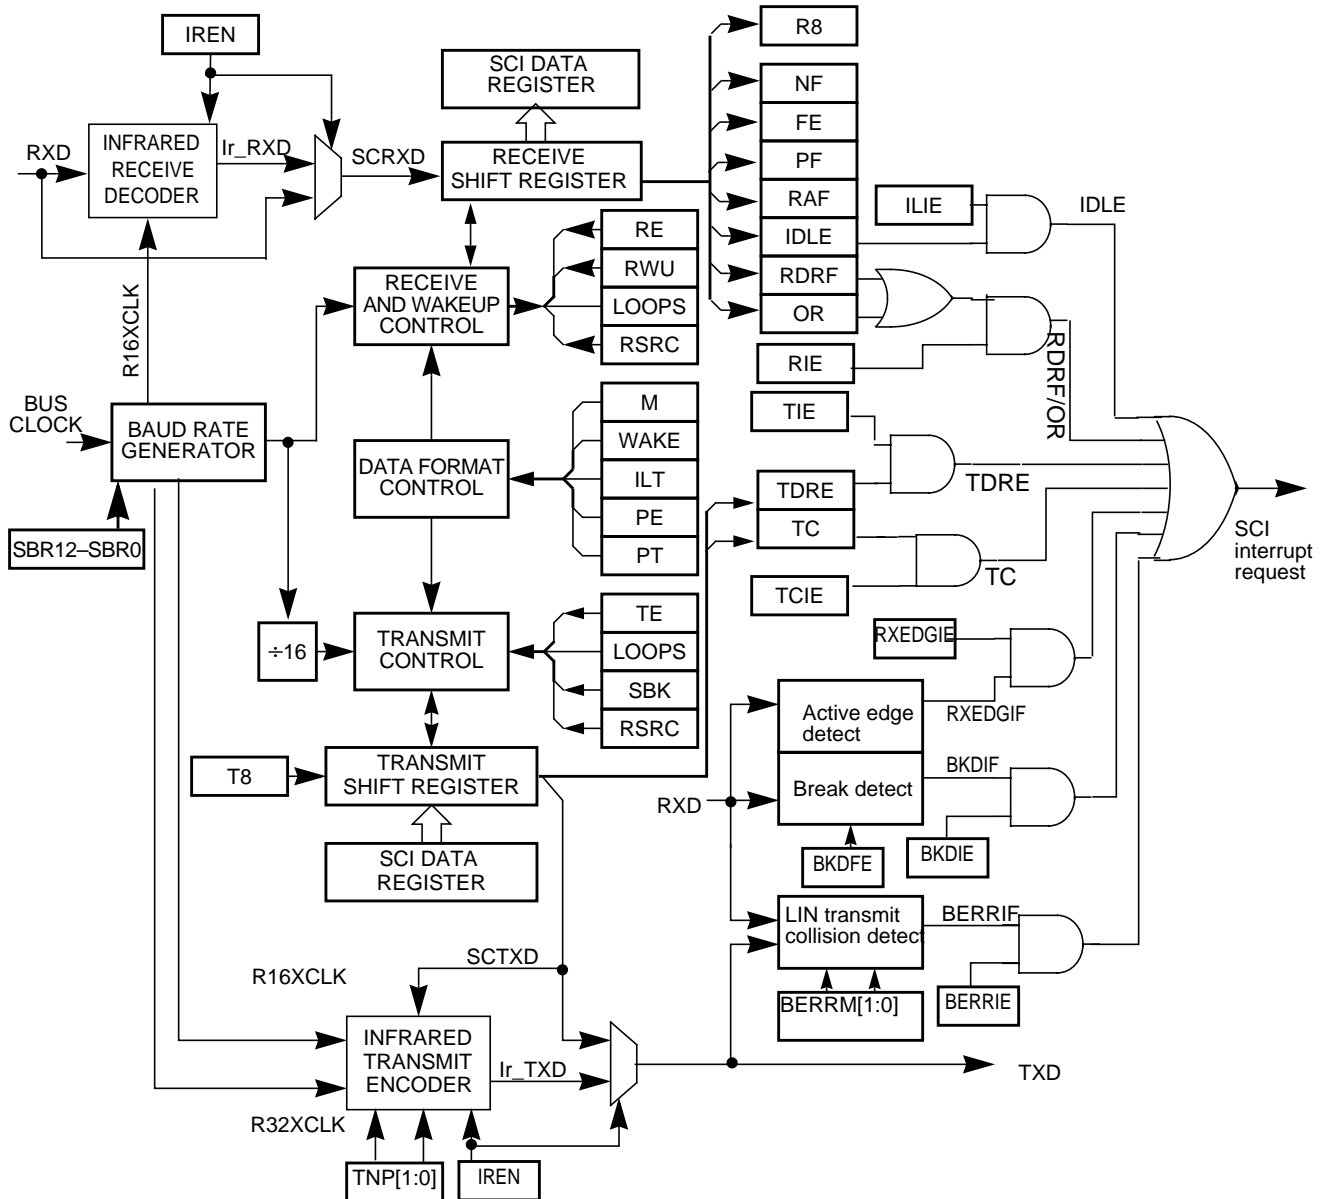 IREN
SCI DATA
REGISTER
R8
NF
FE
PF
RAF
IDLE
RDRF
OR
RXD
INFRARED
RECEIVE
DECODER
Ir_RXD
SCRXD
RECEIVE
SHIFT REGISTER
ILIE
IDLE
RE
RWU
LOOPS
RSRC
RECEIVE
AND WAKEUP
CONTROL
R16XCLK
RIE
RDRF/OR
BUS
CLOCK
BAUD RATE
GENERATOR
SBR12–SBR0
DATA FORMAT
CONTROL
M
WAKE
ILT
PE
PT
TIE
TDRE
TC
TCIE
TDRE
TC
SCI
interrupt
request
÷16
TRANSMIT
CONTROL
TE
LOOPS
SBK
RSRC
RXEDGIE
Active edge
detect
RXEDGIF
Break detect
BKDIF
RXD
BKDFE
BKDIE
T8
TRANSMIT
SHIFT REGISTER
SCI DATA
REGISTER
LIN transmit
collision detect
BERRIF
BERRM[1:0]
BERRIE
SCTXD
R16XCLK
INFRARED
TRANSMIT
ENCODER
Ir_TXD
TXD
R32XCLK
TNP[1:0]
IREN